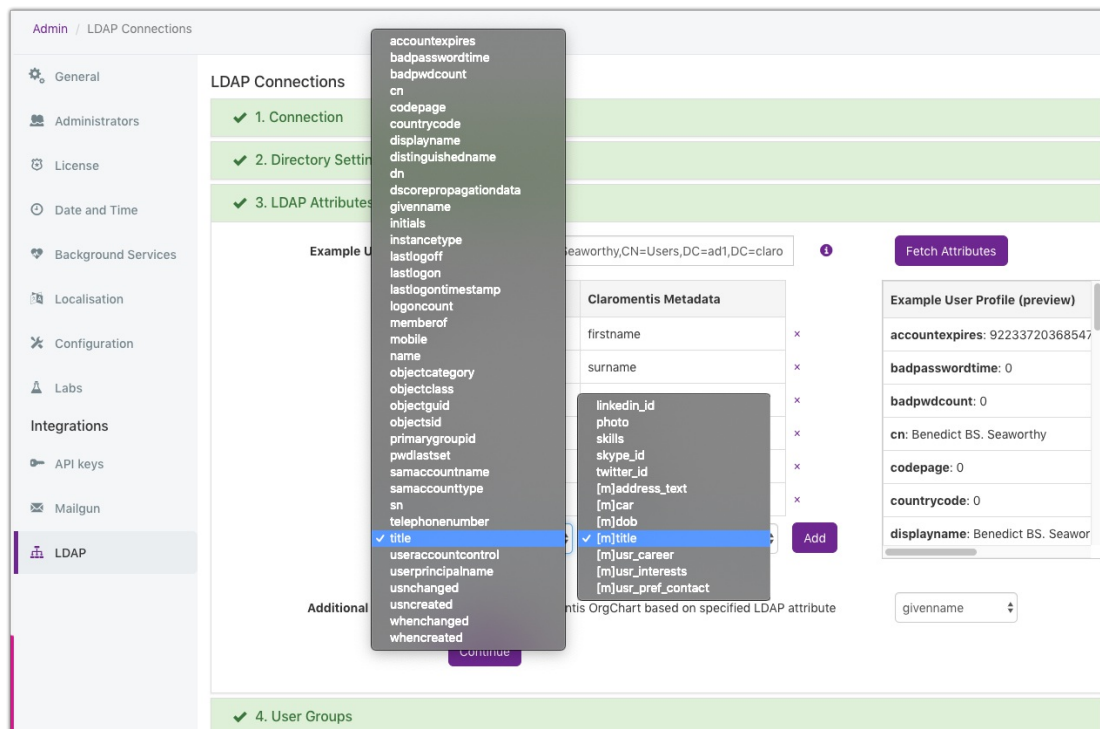 Admin / LDAP Connections
General
Administrators
License
Date and Time
Background Services
Localisation
Configuration
Labs
Integrations
API keys
Mailgun
LDAP
LDAP Connections
1. Connection
2. Directory Settin
3. LDAP Attributes
Example U
Seaworthy,CN=Users,DC=ad1,DC=claro
Fetch Attributes
accountexpires
badpasswordtime
badpwdcount
cn
codepage
countrycode
displayname
distinguishedname
dn
dscorepropagationdata
givenname
initials
instancetype
lastlogoff
lastlogon
lastlogontimestamp
logoncount
memberof
mobile
name
objectcategory
objectclass
objectguid
objectsid
primarygroupid
pwdlastset
samaccountname
samaccounttype
sn
telephonenumber
title
useraccountcontrol
userprincipalname
usnchanged
usncreated
whenchanged
whencreated
Claromentis Metadata
firstname
surname
linkedin_id
photo
skills
skype_id
twitter_id
[m]address_text
[m]car
[m]dob
[m]title
[m]usr_career
[m]usr_interests
[m]usr_pref_contact
Add
Example User Profile (preview)
accountexpires: 92233720368547
badpasswordtime: 0
badpwdcount: 0
cn: Benedict BS. Seaworthy
codepage: 0
countrycode: 0
displayname: Benedict BS. Seawor
Additional
ntis OrgChart based on specified LDAP attribute
givenname
Continue
4. User Groups